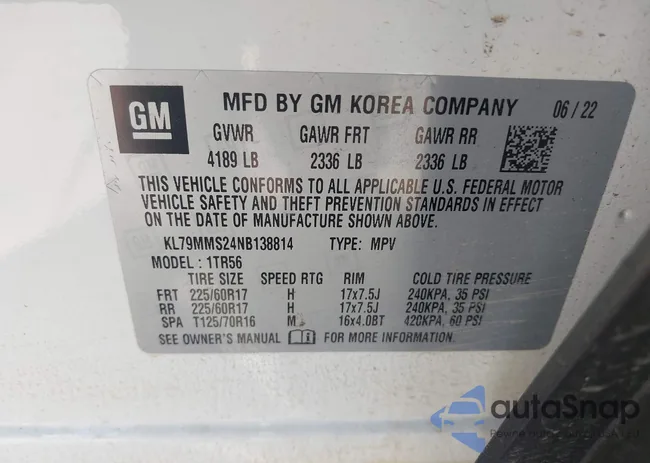 GM MFD BY GM KOREA COMPANY 06/22
GVWR GAWR FRT GAWR RR
4189 LB 2336 LB 2336 LB
THIS VEHICLE CONFORMS TO ALL APPLICABLE U.S. FEDERAL MOTOR
VEHICLE SAFETY AND THEFT PREVENTION STANDARDS IN EFFECT
ON THE DATE OF MANUFACTURE SHOWN ABOVE.
KL79MMS24NB138814 TYPE: MPV
MODEL: 1TR56
TIRE SIZE SPEED RTG RIM COLD TIRE PRESSURE
FRT 225/60R17 H 17x7.5J 240KPA, 35 PSI
RR 225/60R17 H 17x7.5J 240KPA, 35 PSI
SPA T125/70R16 M 16x4.0BT 420KPA, 60 PSI
SEE OWNER'S MANUAL FOR MORE INFORMATION
autoSnap